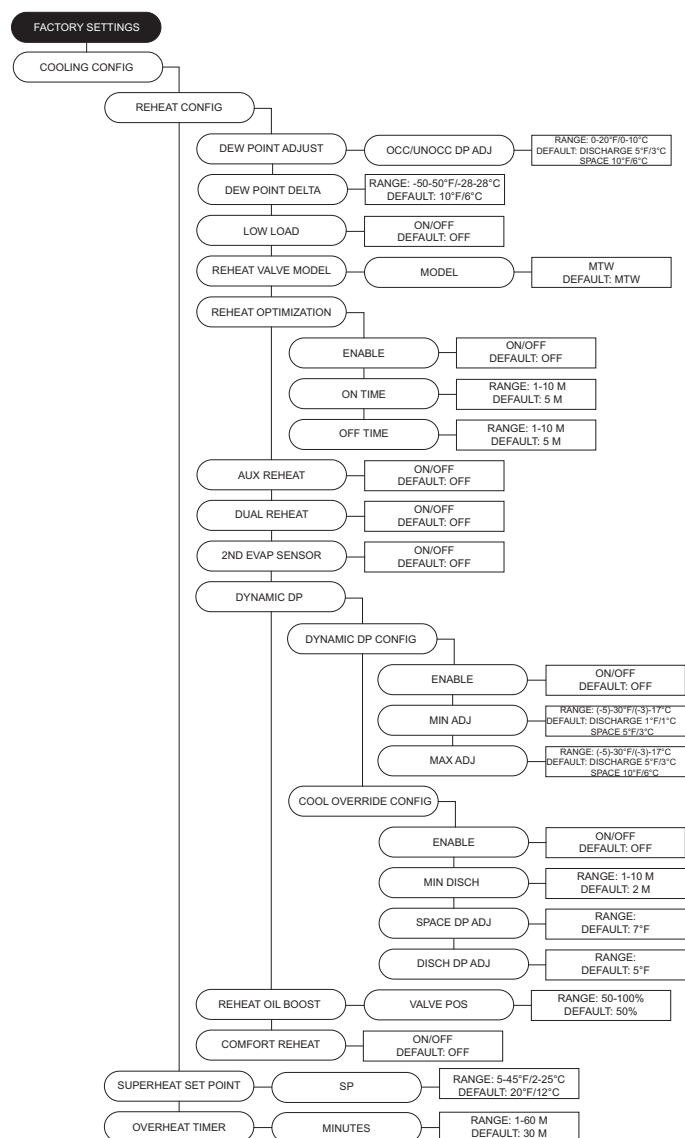 FACTORY SETTINGS
COOLING CONFIG
REHEAT CONFIG
DEW POINT ADJUST
OCC/UNOCC DP ADJ
RANGE: 0-20°F/0-10°C
DEFAULT: DISCHARGE 5°F/3°C
SPACE 10°F/6°C
DEW POINT DELTA
RANGE: -50-50°F/-28-28°C
DEFAULT: 10°F/6°C
LOW LOAD
ON/OFF
DEFAULT: OFF
REHEAT VALVE MODEL
MODEL
MTW
DEFAULT: MTW
REHEAT OPTIMIZATION
ENABLE
ON/OFF
DEFAULT: OFF
ON TIME
RANGE: 1-10 M
DEFAULT: 5 M
OFF TIME
RANGE: 1-10 M
DEFAULT: 5 M
AUX REHEAT
ON/OFF
DEFAULT: OFF
DUAL REHEAT
ON/OFF
DEFAULT: OFF
2ND EVAP SENSOR
ON/OFF
DEFAULT: OFF
DYNAMIC DP
DYNAMIC DP CONFIG
ENABLE
ON/OFF
DEFAULT: OFF
MIN ADJ
RANGE: (-5)-30°F/(-3)-17°C
DEFAULT: DISCHARGE 1°F/1°C
SPACE 5°F/3°C
MAX ADJ
RANGE: (-5)-30°F/(-3)-17°C
DEFAULT: DISCHARGE 5°F/3°C
SPACE 10°F/6°C
COOL OVERRIDE CONFIG
ENABLE
ON/OFF
DEFAULT: OFF
MIN DISCH
RANGE: 1-10 M
DEFAULT: 2 M
SPACE DP ADJ
RANGE:
DEFAULT: 7°F
DISCH DP ADJ
RANGE:
DEFAULT: 5°F
REHEAT OIL BOOST
VALVE POS
RANGE: 50-100%
DEFAULT: 50%
COMFORT REHEAT
ON/OFF
DEFAULT: OFF
SUPERHEAT SET POINT
SP
RANGE: 5-45°F/2-25°C
DEFAULT: 20°F/12°C
OVERHEAT TIMER
MINUTES
RANGE: 1-60 M
DEFAULT: 30 M